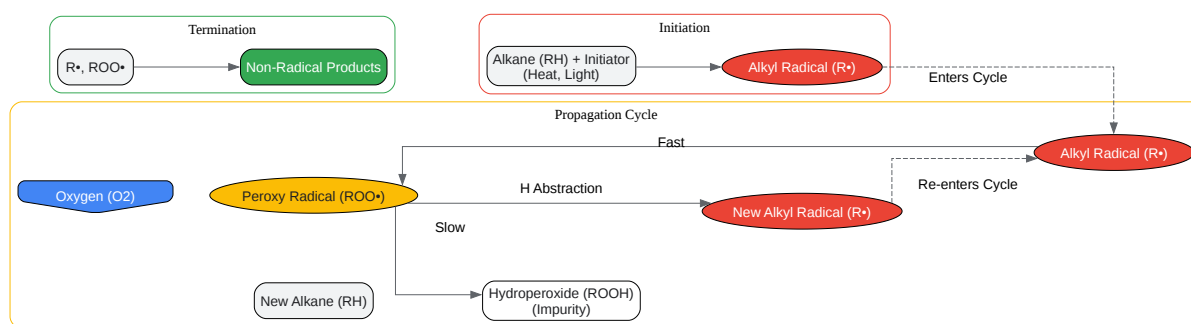 Termination
R•, ROO•
Non-Radical Products
Initiation
Alkane (RH) + Initiator
(Heat, Light)
Alkyl Radical (R•)
Enters Cycle
Propagation Cycle
Fast
Alkyl Radical (R•)
Oxygen (O2)
Peroxy Radical (ROO•)
H Abstraction
Re-enters Cycle
New Alkyl Radical (R•)
Slow
New Alkane (RH)
Hydroperoxide (ROOH)
(Impurity)